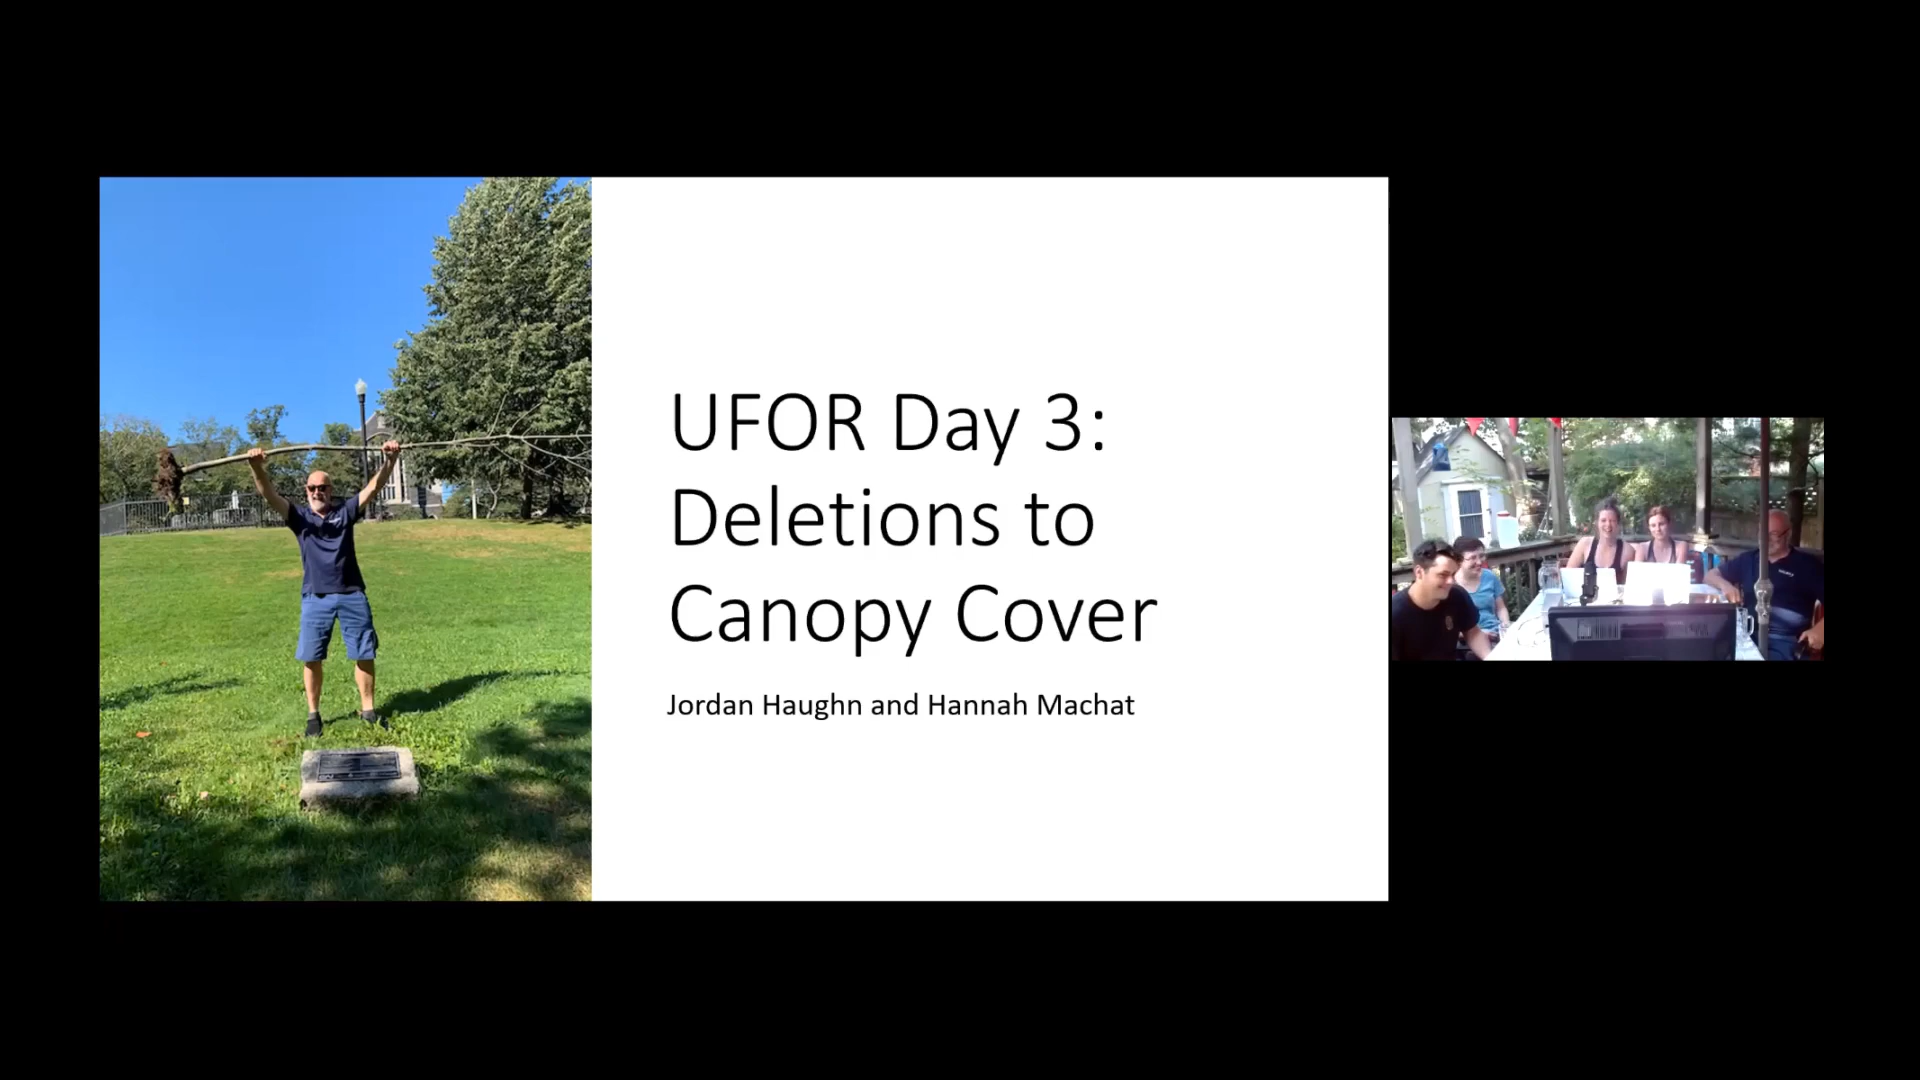 UFOR Day 3:
Deletions to
Canopy Cover
Jordan Haughn and Hannah Machat